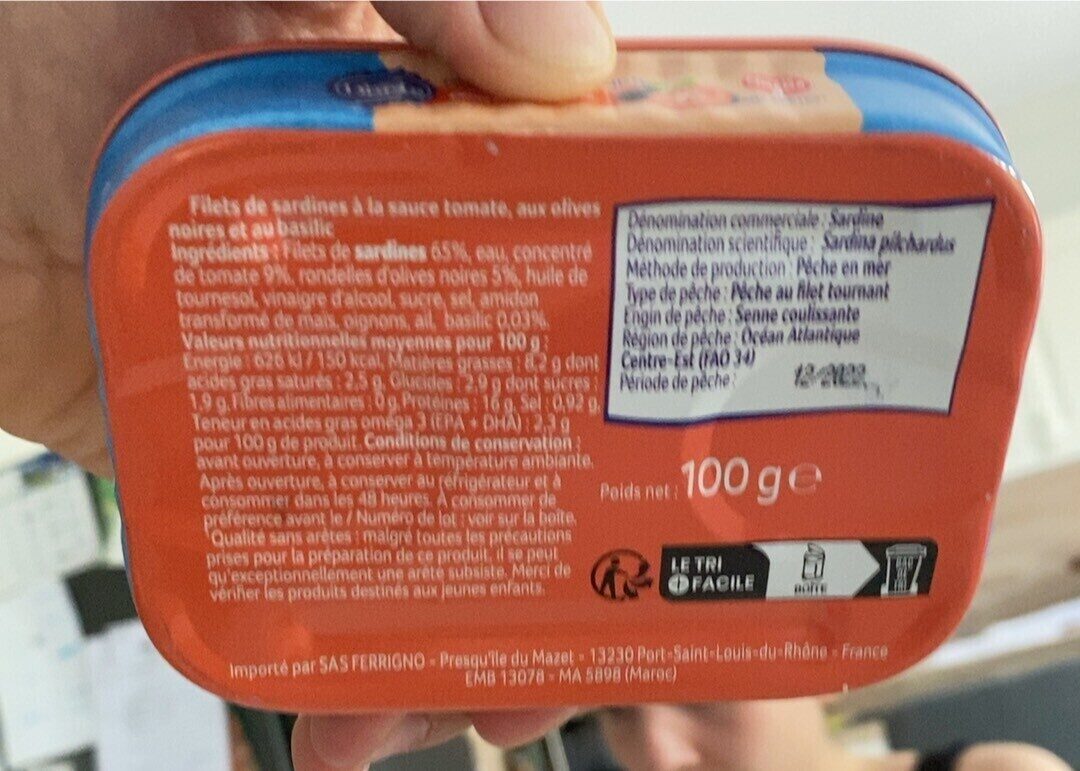 Filets de sardines à la sauce tomate, aux olives
noires et au basilic
Ingrédients : Filets de sardines 65%, eau, concentré
de tomate 9%, rondelles d'olives noires 5%, huile de
tournesol, vinaigre d'alcool, sucre, sel, amidon
transformé de maïs, oignons, ail, basilic 0,03%.
Valeurs nutritionnelles moyennes pour 100 g :
Énergie : 626 kJ / 150 kcal, Matières grasses : 8,2 g dont
acides gras saturés : 2,5 g, Glucides : 2,9 g dont sucres :
1,9 g, Fibres alimentaires : 0 g, Protéines : 16 g, Sel : 0,92 g.
Teneur en acides gras oméga 3 (EPA + DHA) : 2,3 g
pour 100 g de produit. Conditions de conservation :
avant ouverture, à conserver à température ambiante.
Après ouverture, à conserver au réfrigérateur et à
consommer dans les 48 heures. À consommer de
préférence avant le / Numéro de lot : voir sur la boîte.
*Qualité sans arêtes : malgré toutes les précautions
prises pour la préparation de ce produit, il se peut
qu'exceptionnellement une arête subsiste. Merci de
vérifier les produits destinés aux jeunes enfants.
Dénomination commerciale : Sardine
Dénomination scientifique : Sardina pilchardus
Méthode de production : Pêche en mer
Type de pêche : Pêche au filet tournant
Engin de pêche : Senne coulissante
Région de pêche : Océan Atlantique
Centre-Est (FAO 34)
Période de pêche : 12-2022
Poids net : 100 g e
LE TRI
+ FACILE
BOÎTE
BAC
DE
TRI
Importé par SAS FERRIGNO - Presqu'île du Mazet - 13230 Port-Saint-Louis-du-Rhône - France
EMB 13078 - MA 5898 (Maroc)